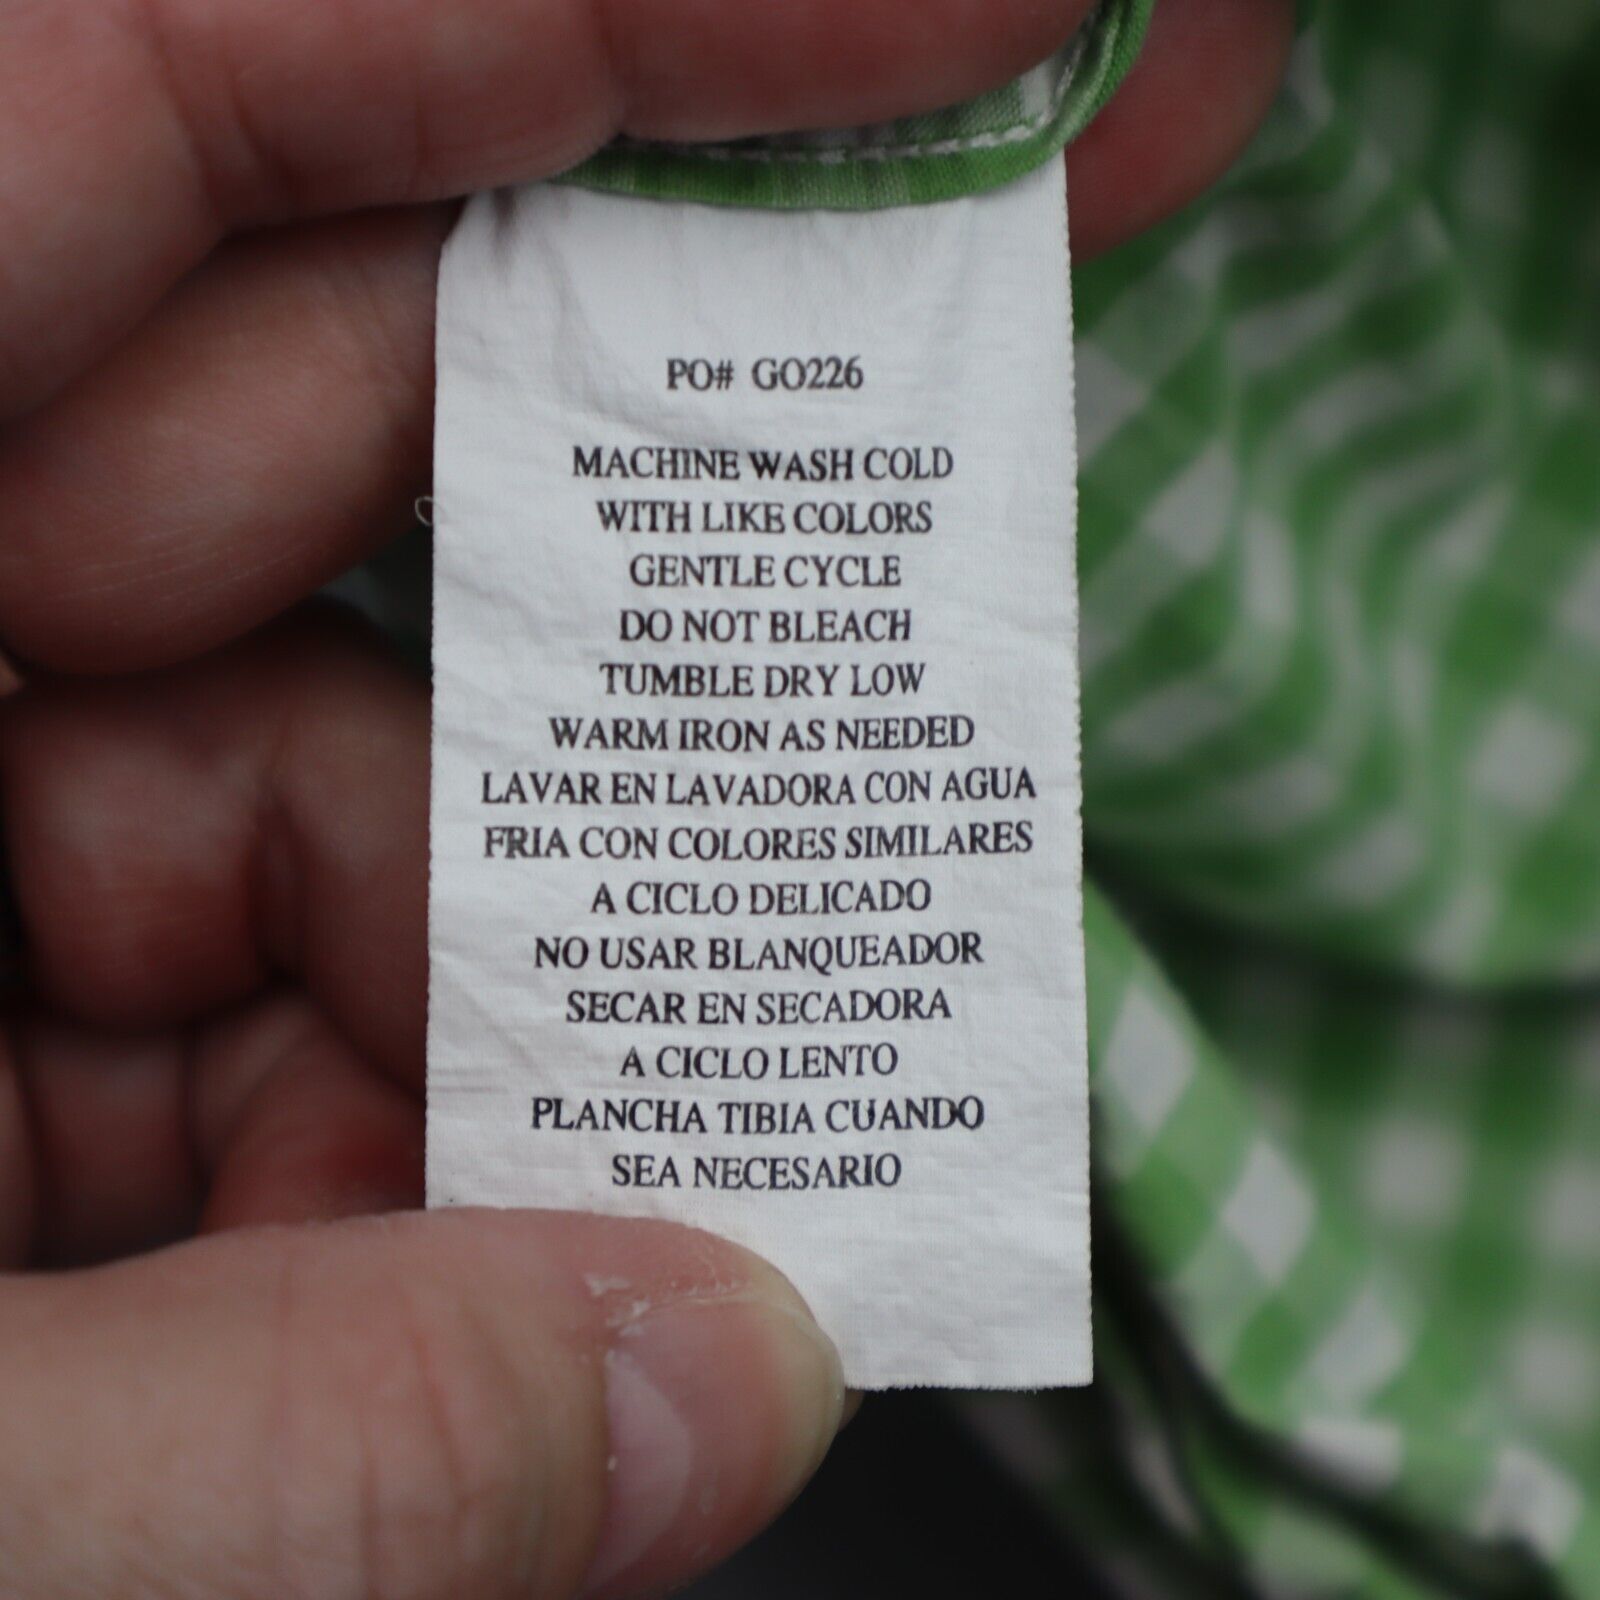 PO# GO226
MACHINE WASH COLD
WITH LIKE COLORS
GENTLE CYCLE
DO NOT BLEACH
TUMBLE DRY LOW
WARM IRON AS NEEDED
LAVAR EN LAVADORA CON AGUA
FRIA CON COLORES SIMILARES
A CICLO DELICADO
NO USAR BLANQUEADOR
SECAR EN SECADORA
A CICLO LENTO
PLANCHA TIBIA CUANDO
SEA NECESARIO